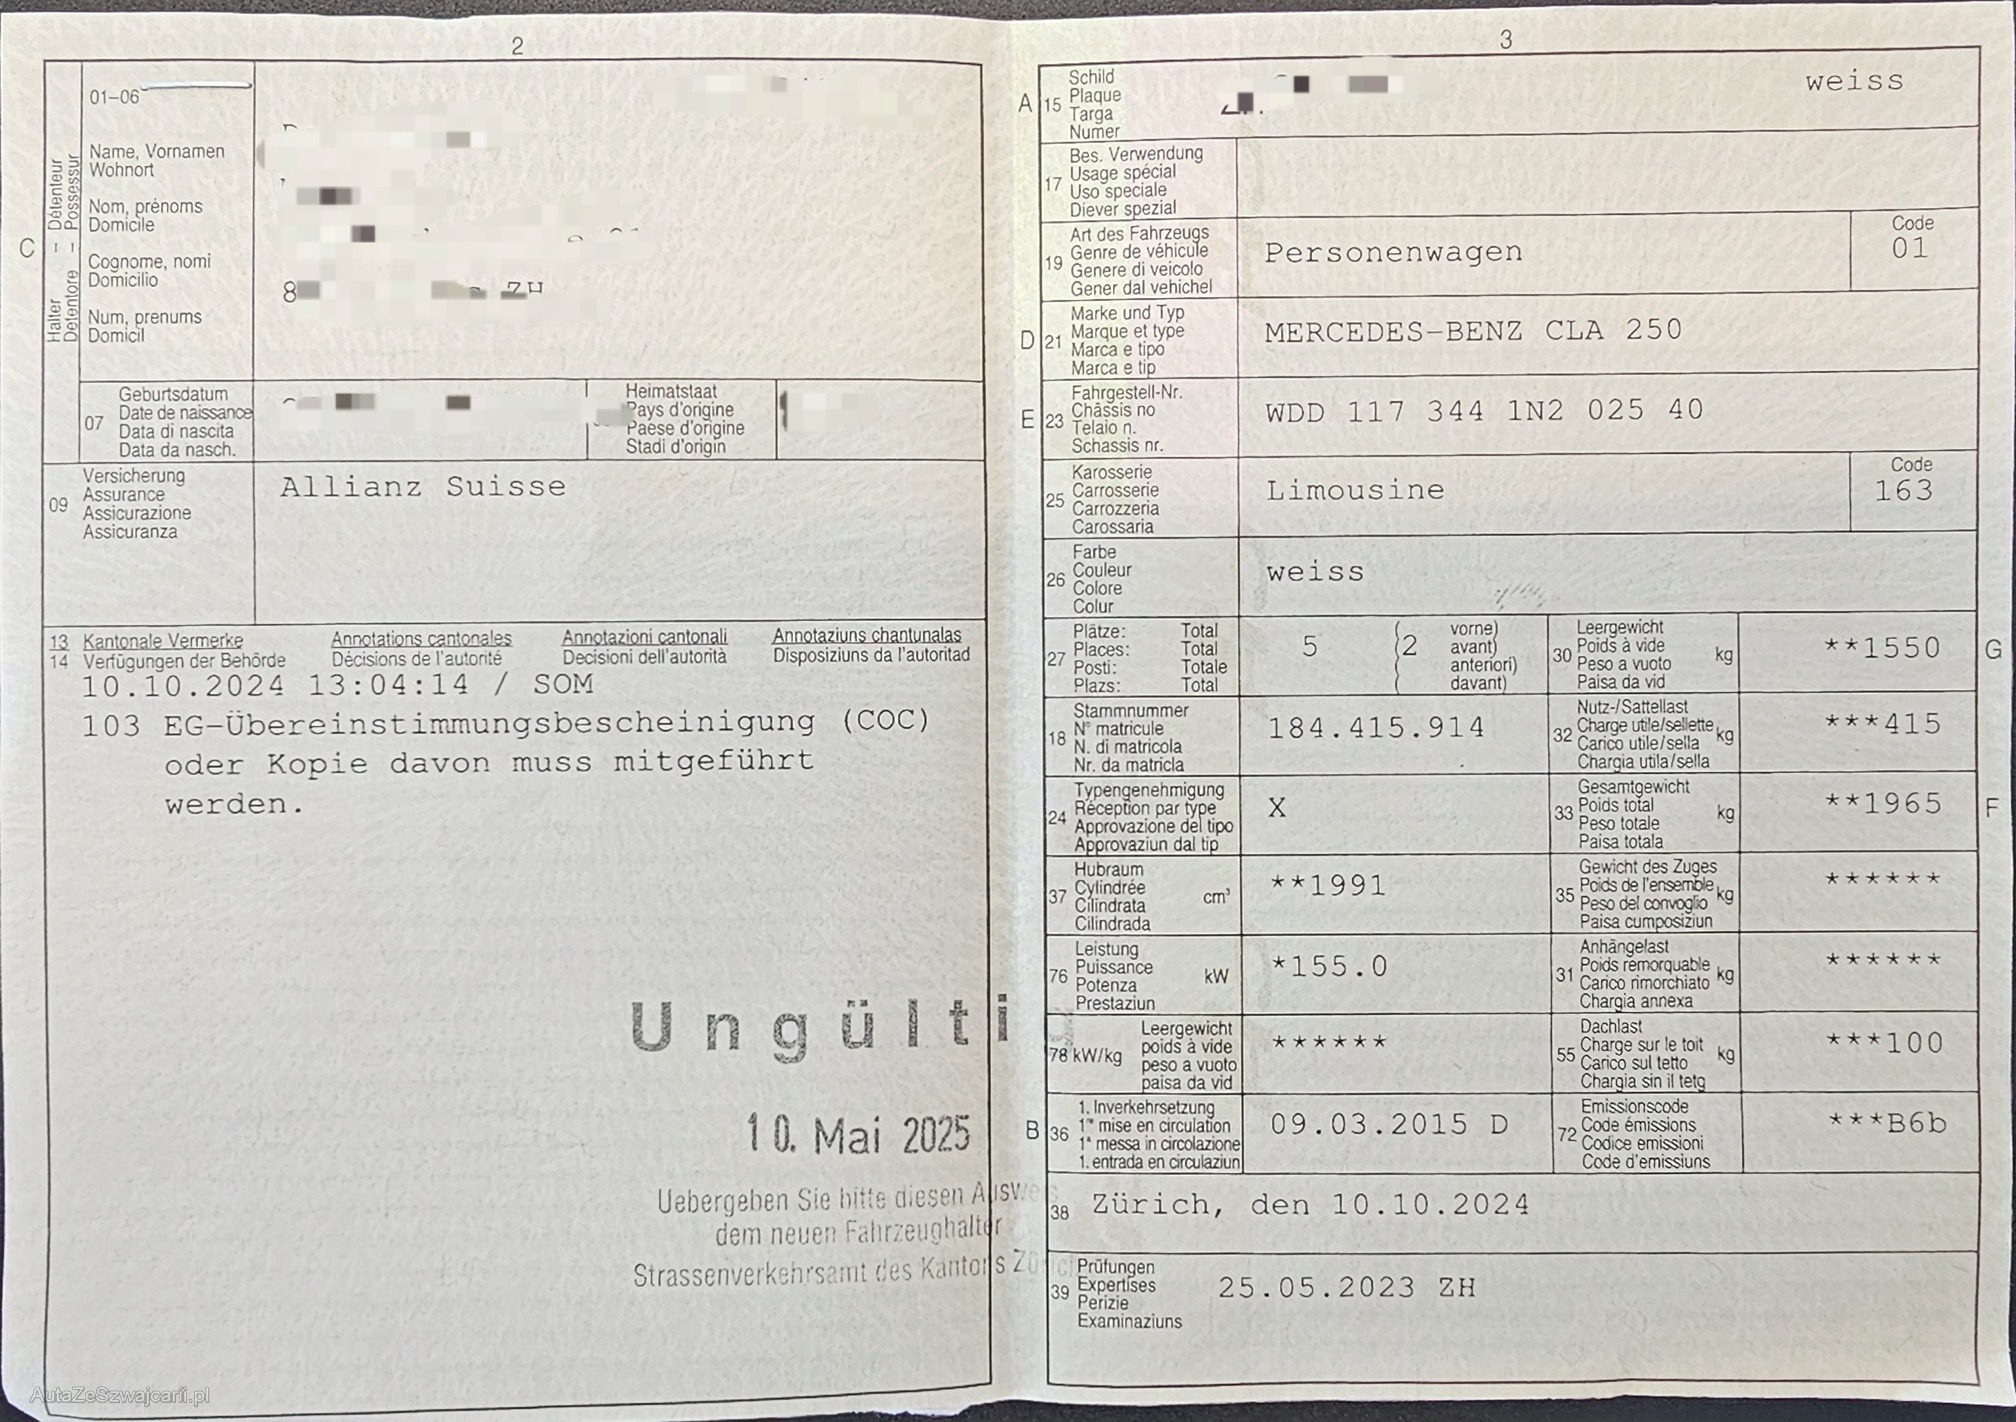 2
01-06
Name, Vornamen
Wohnort
Nom, prénoms
Domicile
Cognome, nomi
Domicilio
Num, prenums
Domicil
C
Halter – Détenteur
Detentore – Possessur
8 ZH
07
Geburtsdatum
Date de naissance
Data di nascita
Data da nasch.
Heimatstaat
Pays d'origine
Paese d'origine
Stadi d'origin
09
Versicherung
Assurance
Assicurazione
Assicuranza
Allianz Suisse
13 Kantonale Vermerke Annotations cantonales Annotazioni cantonali Annotaziuns chantunalas
14 Verfügungen der Behörde Décisions de l'autorité Decisioni dell'autorità Disposiziuns da l'autoritad
10.10.2024 13:04:14 / SOM
103 EG-Übereinstimmungsbescheinigung (COC)
oder Kopie davon muss mitgeführt
werden.
Ungülti
10. Mai 2025
Uebergeben Sie bitte diesen Auswe
dem neuen Fahrzeughalter
Strassenverkehrsamt des Kantons Zürich
3
A 15
Schild
Plaque
Targa
Numer
weiss
17
Bes. Verwendung
Usage spécial
Uso speciale
Diever spezial
19
Art des Fahrzeugs
Genre de véhicule
Genere di veicolo
Gener dal vehichel
Personenwagen
Code
01
D 21
Marke und Typ
Marque et type
Marca e tipo
Marca e tip
MERCEDES-BENZ CLA 250
E 23
Fahrgestell-Nr.
Châssis no
Telaio n.
Schassis nr.
WDD 117 344 1N2 025 40
25
Karosserie
Carrosserie
Carrozzeria
Carossaria
Limousine
Code
163
26
Farbe
Couleur
Colore
Colur
weiss
27
Plätze: Total
Places: Total
Posti: Totale
Plazs: Total
5 (2
vorne)
avant)
anteriori)
davant)
30
Leergewicht
Poids à vide
Peso a vuoto
Paisa da vid
kg
**1550
G
18
Stammnummer
N° matricule
N. di matricola
Nr. da matricla
184.415.914
32
Nutz-/Sattellast
Charge utile/sellette
Carico utile/sella
Chargia utila/sella
kg
***415
24
Typengenehmigung
Réception par type
Approvazione del tipo
Approvaziun dal tip
X
33
Gesamtgewicht
Poids total
Peso totale
Paisa totala
kg
**1965
F
37
Hubraum
Cylindrée
Cilindrata
Cilindrada
cm³
**1991
35
Gewicht des Zuges
Poids de l'ensemble
Peso del convoglio
Paisa cumposiziun
kg
******
76
Leistung
Puissance
Potenza
Prestaziun
kW
*155.0
31
Anhängelast
Poids remorquable
Carico rimorchiato
Chargia annexa
kg
******
78 kW/kg
Leergewicht
poids à vide
peso a vuoto
paisa da vid
******
55
Dachlast
Charge sur le toit
Carico sul tetto
Chargia sin il tetg
kg
***100
B 36
1. Inverkehrsetzung
1re mise en circulation
1a messa in circolazione
1. entrada en circulaziun
09.03.2015 D
72
Emissionscode
Code émissions
Codice emissioni
Code d'emissiuns
***B6b
38
Zürich, den 10.10.2024
39
Prüfungen
Expertises
Perizie
Examinaziuns
25.05.2023 ZH
AutaZeSzwajcarii.pl